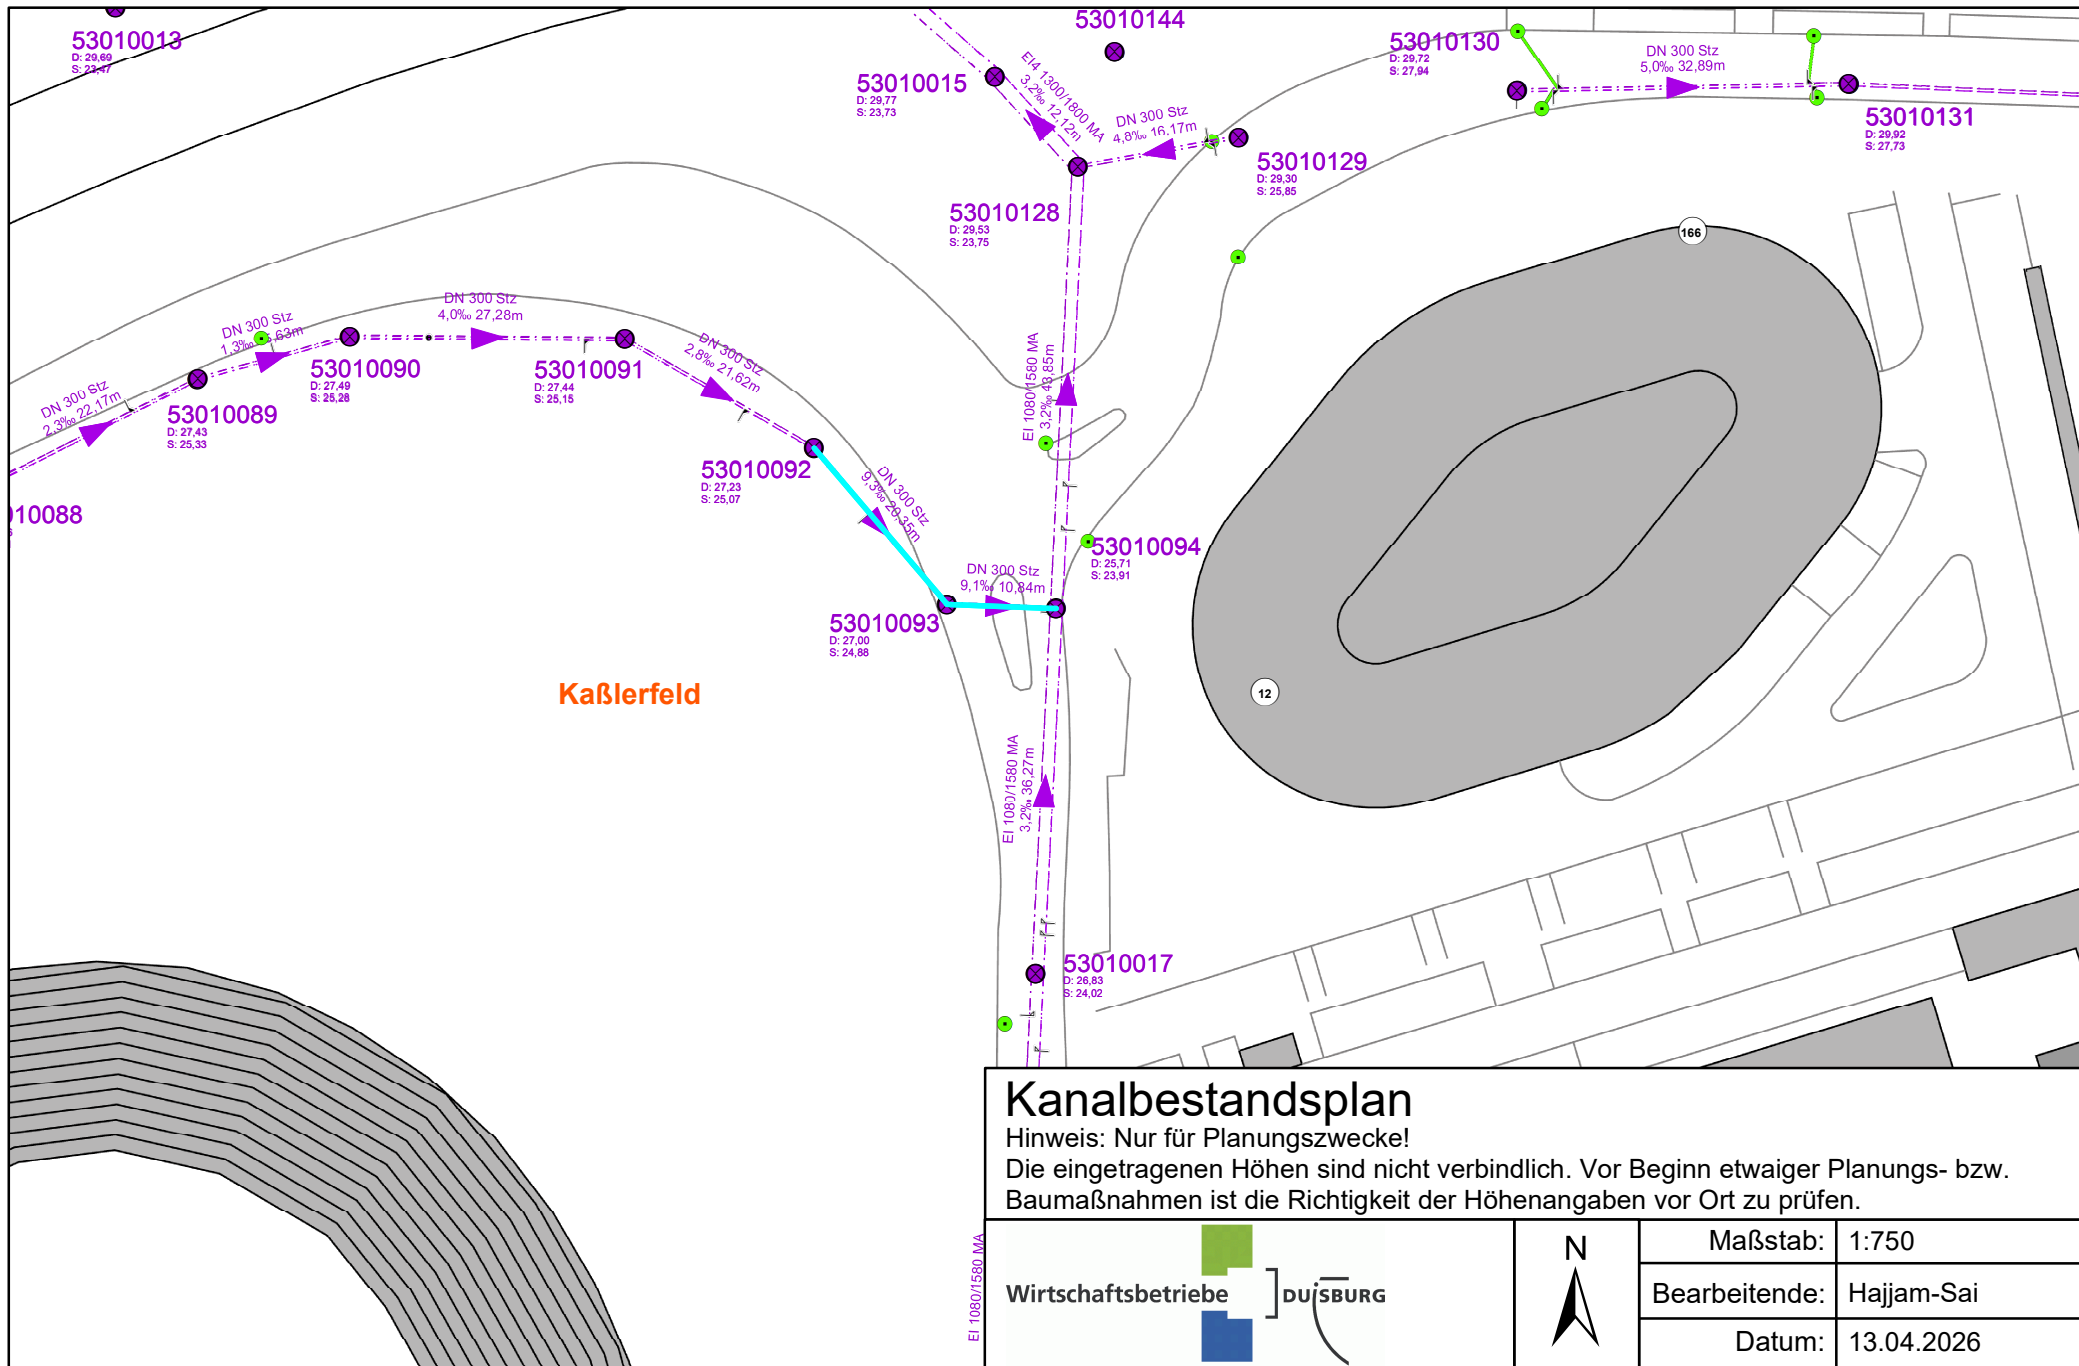 53010013
D: 29,69
S: 23,47
53010144
53010015
D: 29,77
S: 23,73
EI4 1300/1800 MA
3,2‰ 12,12m
DN 300 Stz
4,8‰ 16,17m
53010130
D: 29,72
S: 27,94
DN 300 Stz
5,0‰ 32,89m
53010131
D: 29,92
S: 27,73
53010129
D: 29,30
S: 25,85
53010128
D: 29,53
S: 23,75
166
DN 300 Stz
4,0‰ 27,28m
DN 300 Stz
1,3‰ 5,63m
53010090
D: 27,49
S: 25,28
53010091
D: 27,44
S: 25,15
DN 300 Stz
2,8‰ 21,62m
EI 1080/1580 MA
3,2‰ 43,85m
DN 300 Stz
2,3‰ 22,17m
53010089
D: 27,43
S: 25,33
53010092
D: 27,23
S: 25,07
DN 300 Stz
9,3‰ 20,35m
10088
53010094
D: 25,71
S: 23,91
DN 300 Stz
9,1‰ 10,84m
53010093
D: 27,00
S: 24,88
Kaßlerfeld
12
EI 1080/1580 MA
3,2‰ 36,27m
53010017
D: 26,83
S: 24,02
Kanalbestandsplan
Hinweis: Nur für Planungszwecke!
Die eingetragenen Höhen sind nicht verbindlich. Vor Beginn etwaiger Planungs- bzw.
Baumaßnahmen ist die Richtigkeit der Höhenangaben vor Ort zu prüfen.
EI 1080/1580 MA
Wirtschaftsbetriebe DUISBURG
N
Maßstab: 1:750
Bearbeitende: Hajjam-Sai
Datum: 13.04.2026